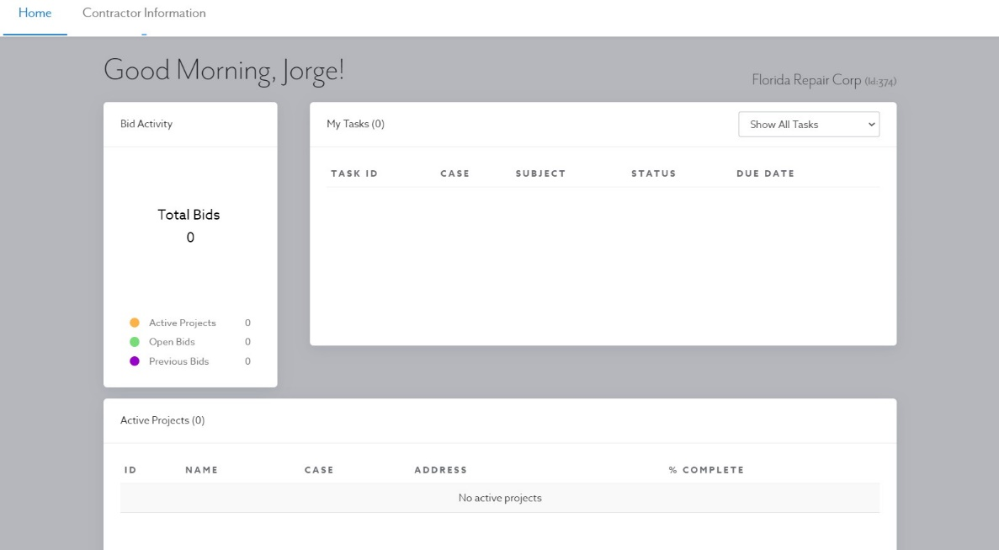 Home Contractor Information
Good Morning, Jorge!
Florida Repair Corp (Id:374)
Bid Activity
Total Bids
0
Active Projects 0
Open Bids 0
Previous Bids 0
My Tasks (0) Show All Tasks
TASK ID CASE SUBJECT STATUS DUE DATE
Active Projects (0)
ID NAME CASE ADDRESS % COMPLETE
No active projects